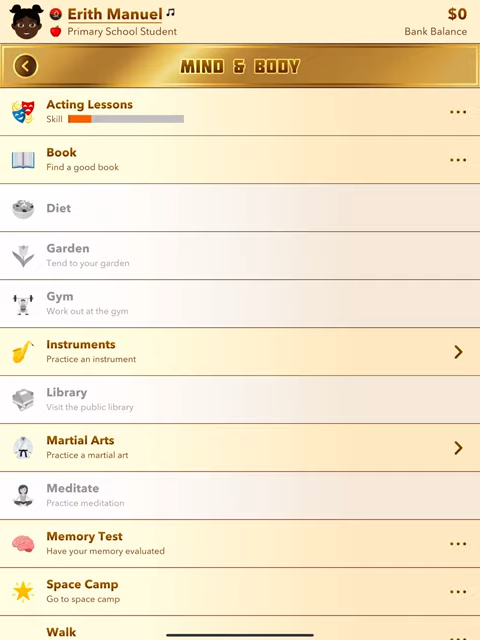 Erith Manuel
$0
Primary School Student
Bank Balance
MIND & BODY
Acting Lessons
Skill
Book
Find a good book
Diet
Garden
Tend to your garden
Gym
Work out at the gym
Instruments
Practice an instrument
Library
Visit the public library
Martial Arts
Practice a martial art
Meditate
Practice meditation
Memory Test
Have your memory evaluated
Space Camp
Go to space camp
Walk